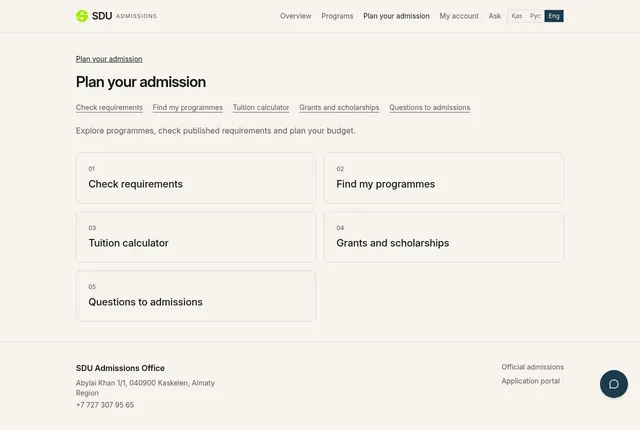 SDU ADMISSIONS
Overview Programs Plan your admission My account Ask Қаз Рус Eng
Plan your admission
Plan your admission
Check requirements Find my programmes Tuition calculator Grants and scholarships Questions to admissions
Explore programmes, check published requirements and plan your budget.
01
Check requirements
02
Find my programmes
03
Tuition calculator
04
Grants and scholarships
05
Questions to admissions
SDU Admissions Office
Abylai Khan 1/1, 040900 Kaskelen, Almaty
Region
+7 727 307 95 65
Official admissions
Application portal